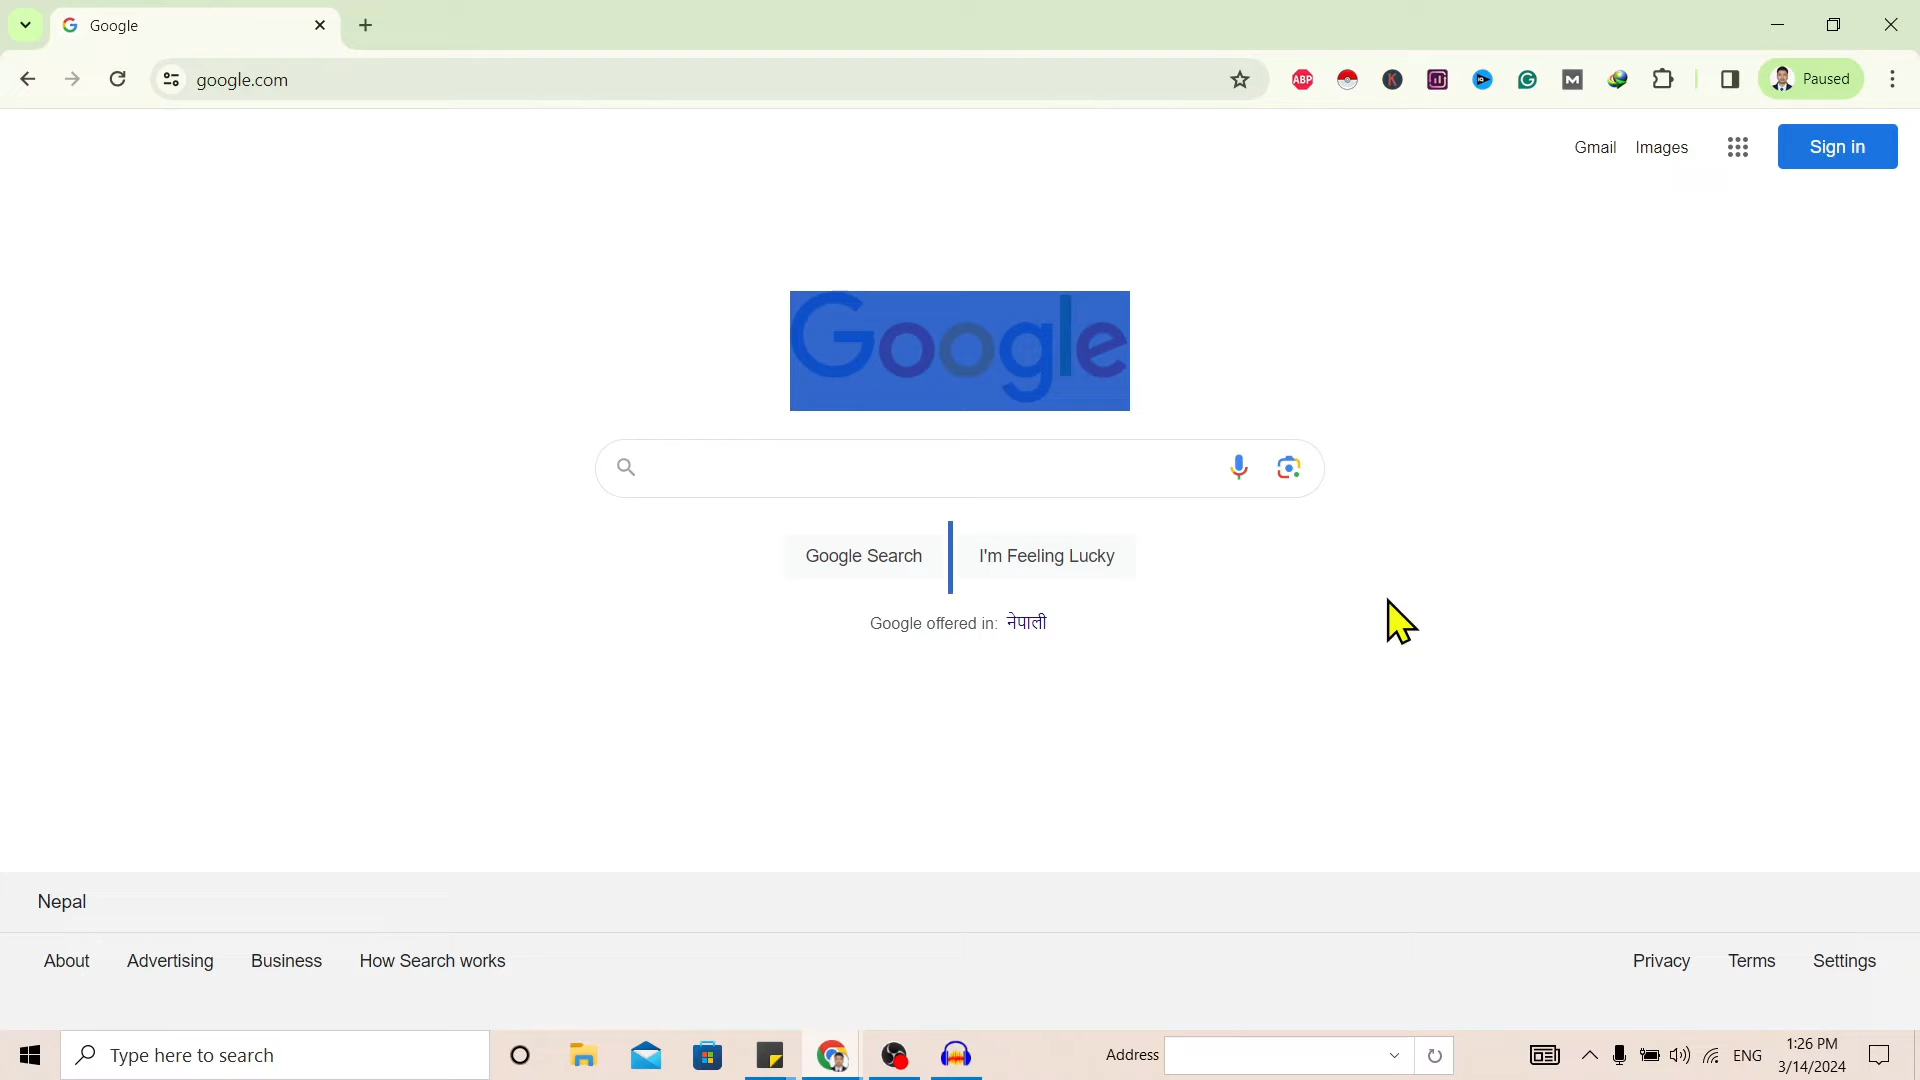 Google
google.com
Paused
Gmail Images
Sign in
Google
Google Search
I'm Feeling Lucky
Google offered in: नेपाली
Nepal
About Advertising Business How Search works
Privacy Terms Settings
Type here to search
Address
ENG
1:26 PM
3/14/2024
ABP
K
M